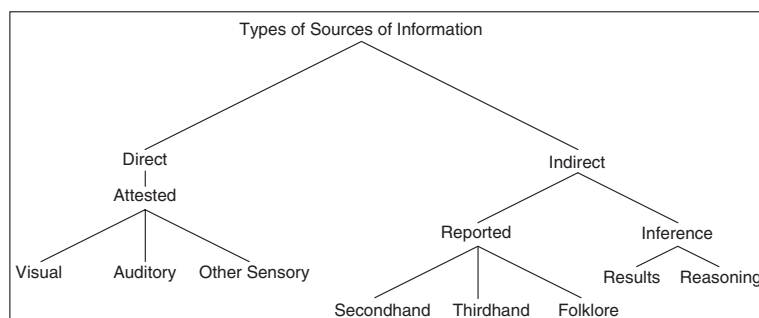 Types of Sources of Information
Direct
Indirect
Attested
Reported
Inference
Visual
Auditory
Other Sensory
Results
Reasoning
Secondhand
Thirdhand
Folklore